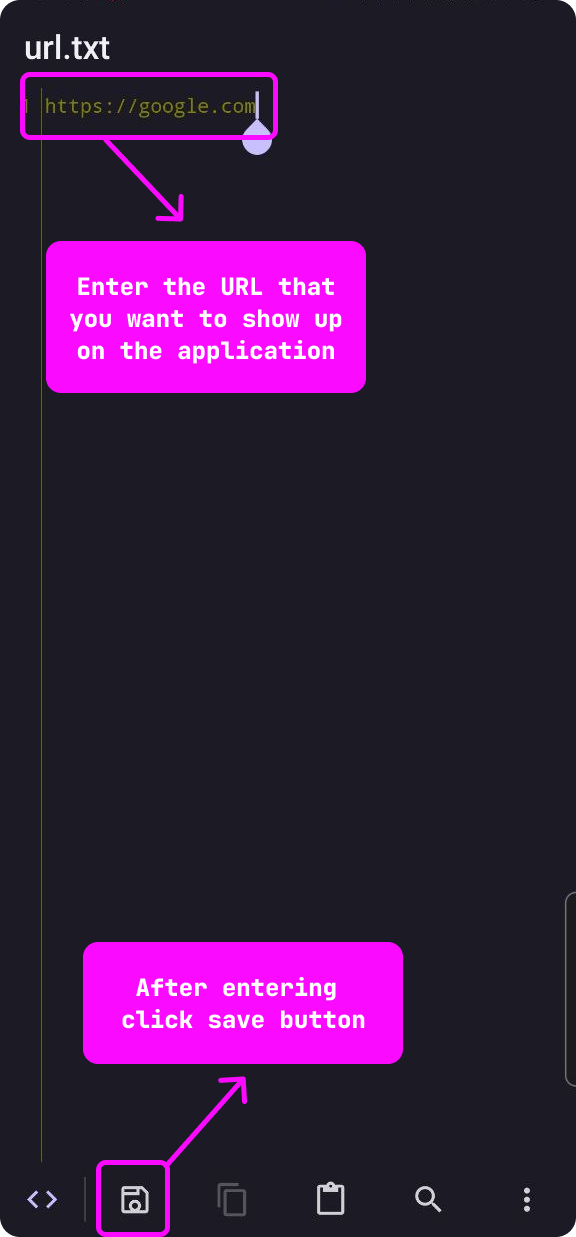 url.txt
1 https://google.com
Enter the URL that
you want to show up
on the application
After entering
click save button